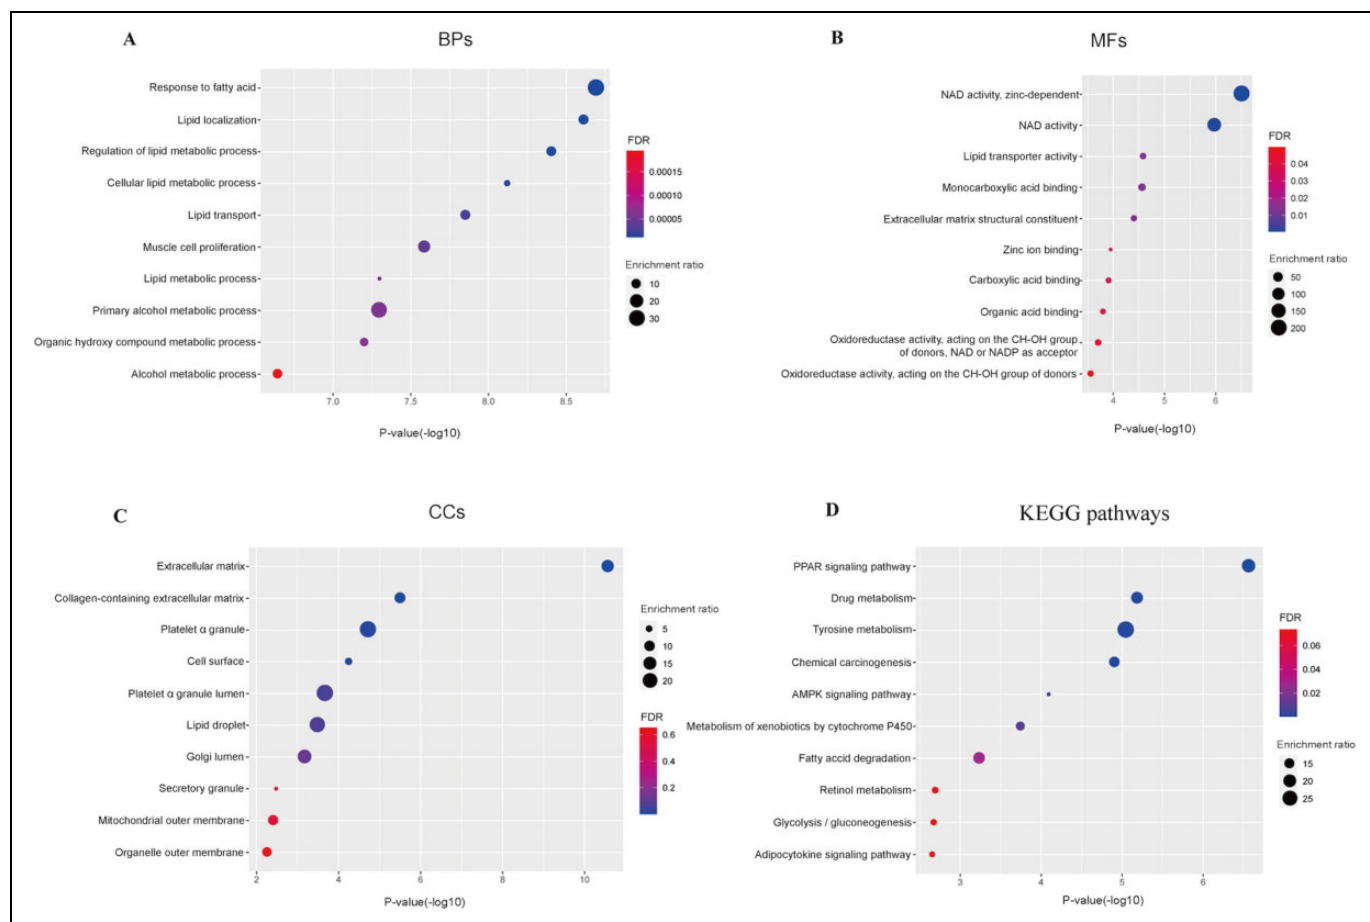 A
BPs
Response to fatty acid
Lipid localization
Regulation of lipid metabolic process
Cellular lipid metabolic process
Lipid transport
Muscle cell proliferation
Lipid metabolic process
Primary alcohol metabolic process
Organic hydroxy compound metabolic process
Alcohol metabolic process
7.0 7.5 8.0 8.5
P-value(-log10)
FDR
0.00015
0.00010
0.00005
Enrichment ratio
10
20
30
B
MFs
NAD activity, zinc-dependent
NAD activity
Lipid transporter activity
Monocarboxylic acid binding
Extracellular matrix structural constituent
Zinc ion binding
Carboxylic acid binding
Organic acid binding
Oxidoreductase activity, acting on the CH-OH group
of donors, NAD or NADP as acceptor
Oxidoreductase activity, acting on the CH-OH group of donors
4 5 6
P-value(-log10)
FDR
0.04
0.03
0.02
0.01
Enrichment ratio
50
100
150
200
C
CCs
Extracellular matrix
Collagen-containing extracellular matrix
Platelet α granule
Cell surface
Platelet α granule lumen
Lipid droplet
Golgi lumen
Secretory granule
Mitochondrial outer membrane
Organelle outer membrane
2 4 6 8 10
P-value(-log10)
Enrichment ratio
5
10
15
20
FDR
0.6
0.4
0.2
D
KEGG pathways
PPAR signaling pathway
Drug metabolism
Tyrosine metabolism
Chemical carcinogenesis
AMPK signaling pathway
Metabolism of xenobiotics by cytochrome P450
Fatty accid degradation
Retinol metabolism
Glycolysis / gluconeogenesis
Adipocytokine signaling pathway
3 4 5 6
P-value(-log10)
FDR
0.06
0.04
0.02
Enrichment ratio
15
20
25